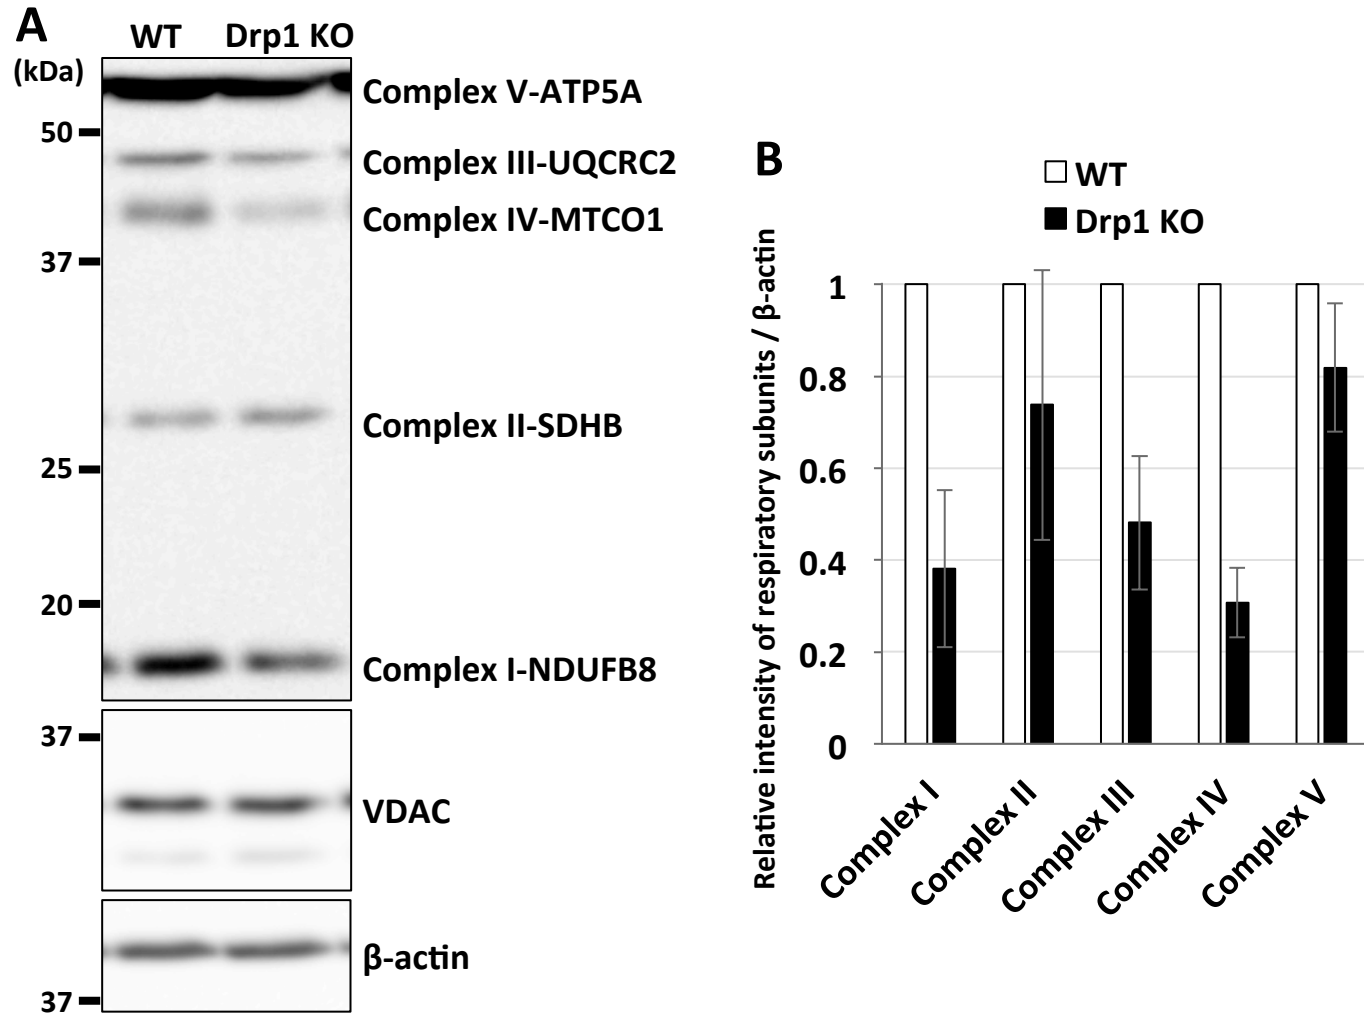 A
WT Drp1 KO
(kDa)
Complex V-ATP5A
50
Complex III-UQCRC2
Complex IV-MTCO1
37
Complex II-SDHB
25
20
Complex I-NDUFB8
37
VDAC
β-actin
37
B
WT
Drp1 KO
Relative intensity of respiratory subunits / β-actin
1
0.8
0.6
0.4
0.2
0
Complex I
Complex II
Complex III
Complex IV
Complex V